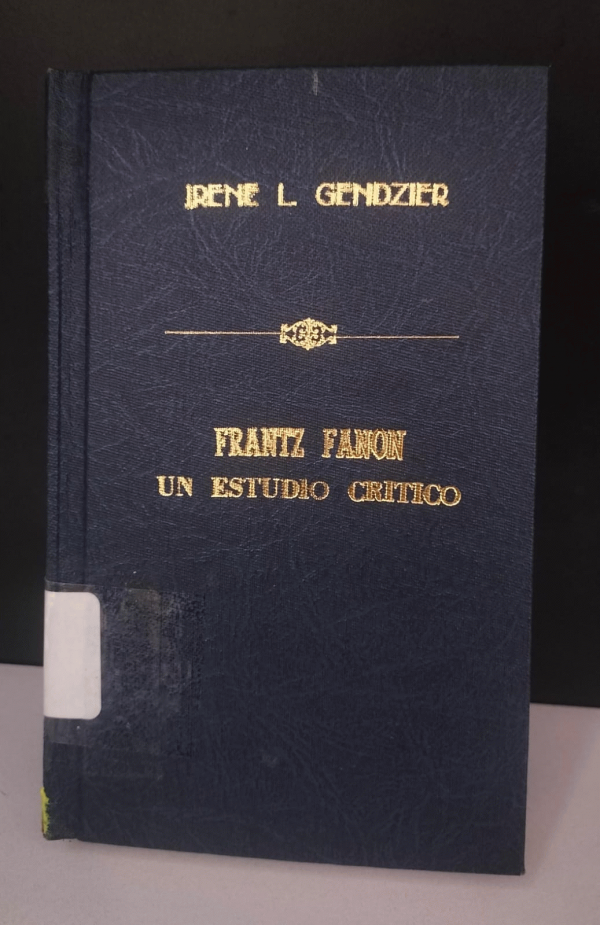 IRENE L. GENDZIER
FRANTZ FANON
UN ESTUDIO CRITICO